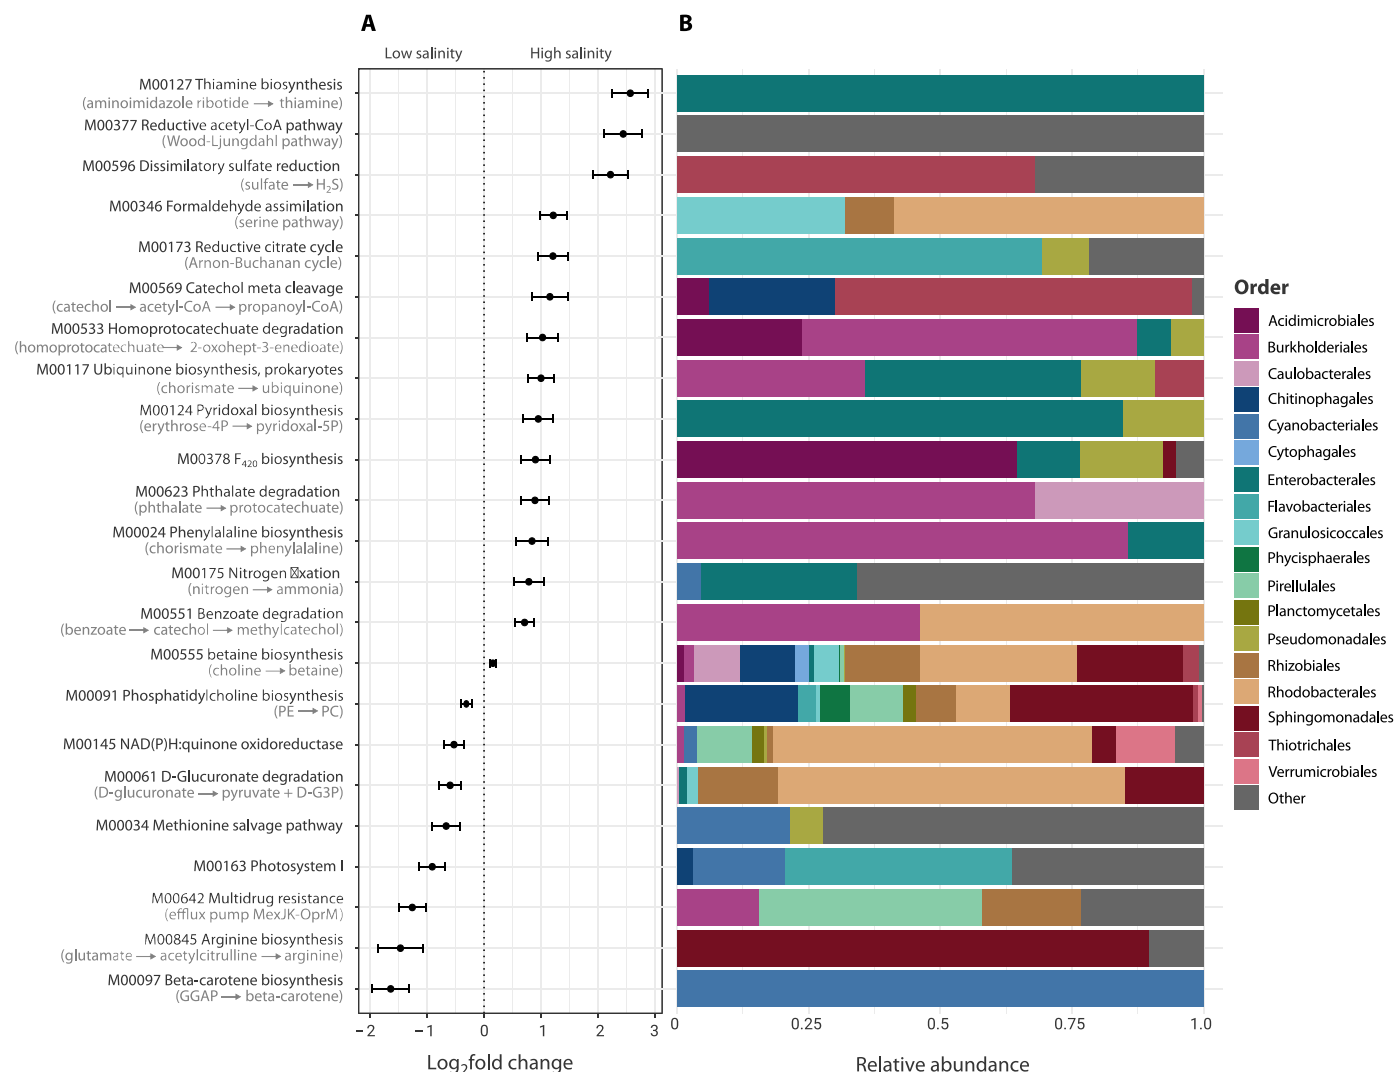 A
B
Low salinity
High salinity
M00127 Thiamine biosynthesis
(aminoimidazole ribotide → thiamine)
M00377 Reductive acetyl-CoA pathway
(Wood-Ljungdahl pathway)
M00596 Dissimilatory sulfate reduction
(sulfate → H₂S)
M00346 Formaldehyde assimilation
(serine pathway)
M00173 Reductive citrate cycle
(Arnon-Buchanan cycle)
M00569 Catechol meta cleavage
(catechol → acetyl-CoA → propanoyl-CoA)
M00533 Homoprotocatechuate degradation
(homoprotocatechuate → 2-oxohept-3-enedioate)
M00117 Ubiquinone biosynthesis, prokaryotes
(chorismate → ubiquinone)
M00124 Pyridoxal biosynthesis
(erythrose-4P → pyridoxal-5P)
M00378 F₄₂₀ biosynthesis
M00623 Phthalate degradation
(phthalate → protocatechuate)
M00024 Phenylalaline biosynthesis
(chorismate → phenylalaline)
M00175 Nitrogen xation
(nitrogen → ammonia)
M00551 Benzoate degradation
(benzoate → catechol → methylcatechol)
M00555 betaine biosynthesis
(choline → betaine)
M00091 Phosphatidylcholine biosynthesis
(PE → PC)
M00145 NAD(P)H:quinone oxidoreductase
M00061 D-Glucuronate degradation
(D-glucuronate → pyruvate + D-G3P)
M00034 Methionine salvage pathway
M00163 Photosystem I
M00642 Multidrug resistance
(efflux pump MexJK-OprM)
M00845 Arginine biosynthesis
(glutamate → acetylcitrulline → arginine)
M00097 Beta-carotene biosynthesis
(GGAP → beta-carotene)
−2 −1 0 1 2 3
Log₂fold change
0 0.25 0.5 0.75 1.0
Relative abundance
Order
Acidimicrobiales
Burkholderiales
Caulobacterales
Chitinophagales
Cyanobacteriales
Cytophagales
Enterobacterales
Flavobacteriales
Granulosicoccales
Phycisphaerales
Pirellulales
Planctomycetales
Pseudomonadales
Rhizobiales
Rhodobacterales
Sphingomonadales
Thiotrichales
Verrumicrobiales
Other